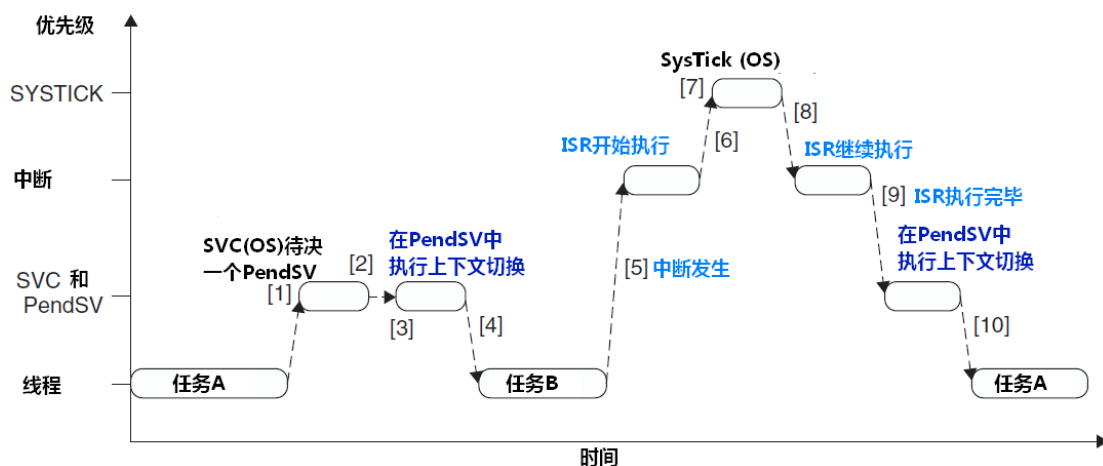 优先级
SysTick (OS)
SYSTICK
[7]
[8]
[6]
ISR开始执行
ISR继续执行
中断
[9] ISR执行完毕
SVC(OS)待决
一个PendSV
[2]
在PendSV中
执行上下文切换
在PendSV中
执行上下文切换
[5] 中断发生
SVC 和
PendSV
[1]
[3]
[4]
[10]
线程
任务A
任务B
任务A
时间